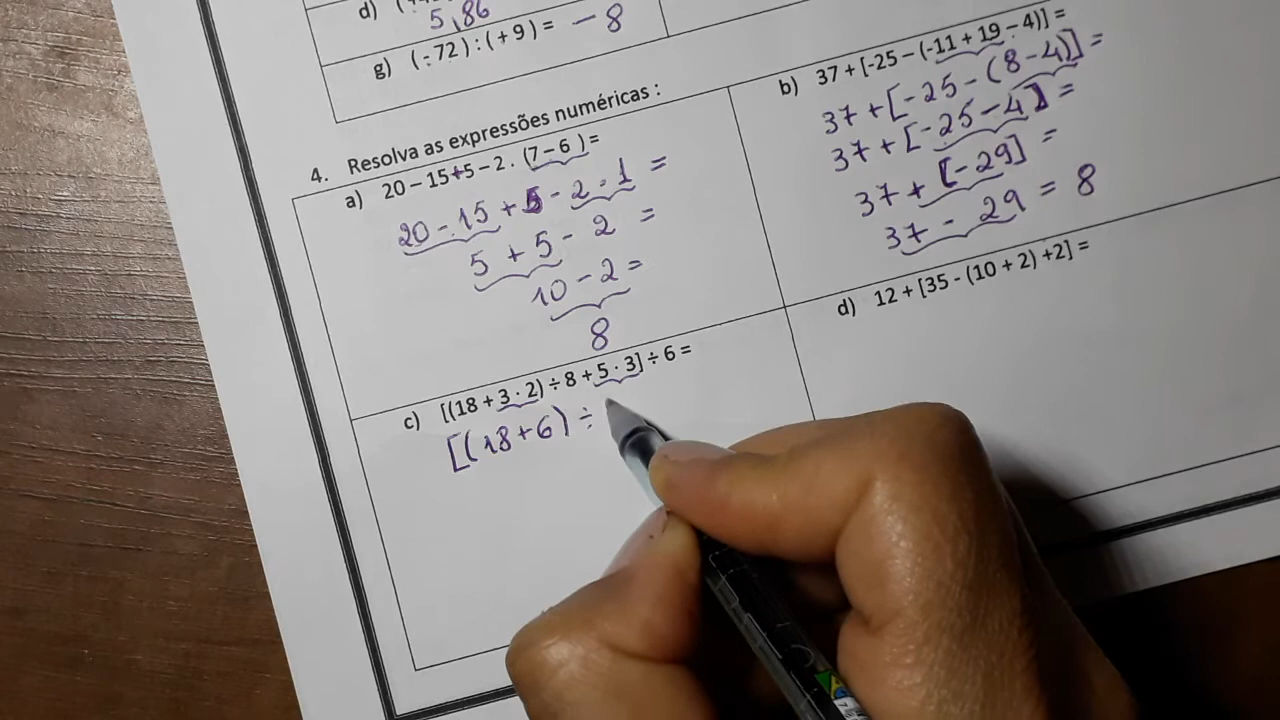 d)
5,86
g) (-72) : (+9) = -8
4. Resolva as expressões numéricas :
a) 20 – 15+5 – 2 . (7 – 6 )=
20 - 15 + 5 - 2 · 1 =
5 + 5 - 2 =
10 - 2 =
8
b) 37 + [-25 – (-11 + 19 – 4)] =
37 + [-25 - (8-4)] =
37 + [-25 - 4] =
37 + [-29] =
37 - 29 = 8
c) [(18 + 3 · 2) ÷ 8 + 5 · 3] ÷ 6 =
[(18+6) ÷
d) 12 + [35 - (10 + 2) +2] =